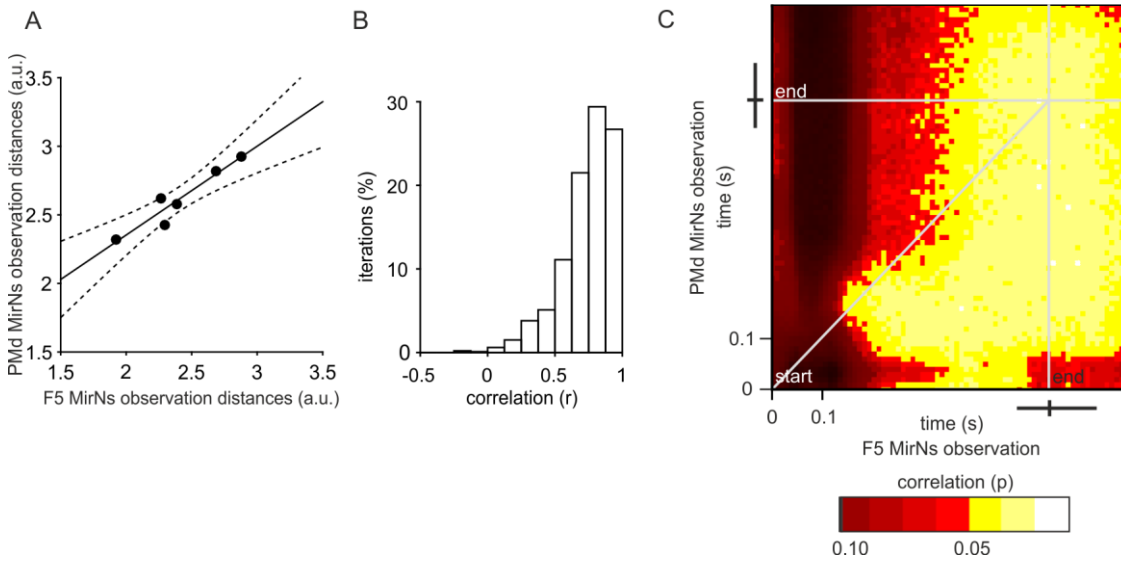 A
PMd MirNs observation distances (a.u.)
3.5
3
2.5
2
1.5
1.5
2
2.5
3
3.5
F5 MirNs observation distances (a.u.)
B
iterations (%)
30
20
10
0
-0.5
0
0.5
1
correlation (r)
C
PMd MirNs observation
time (s)
end
0.1
0
start
end
0
0.1
time (s)
F5 MirNs observation
correlation (p)
0.10
0.05